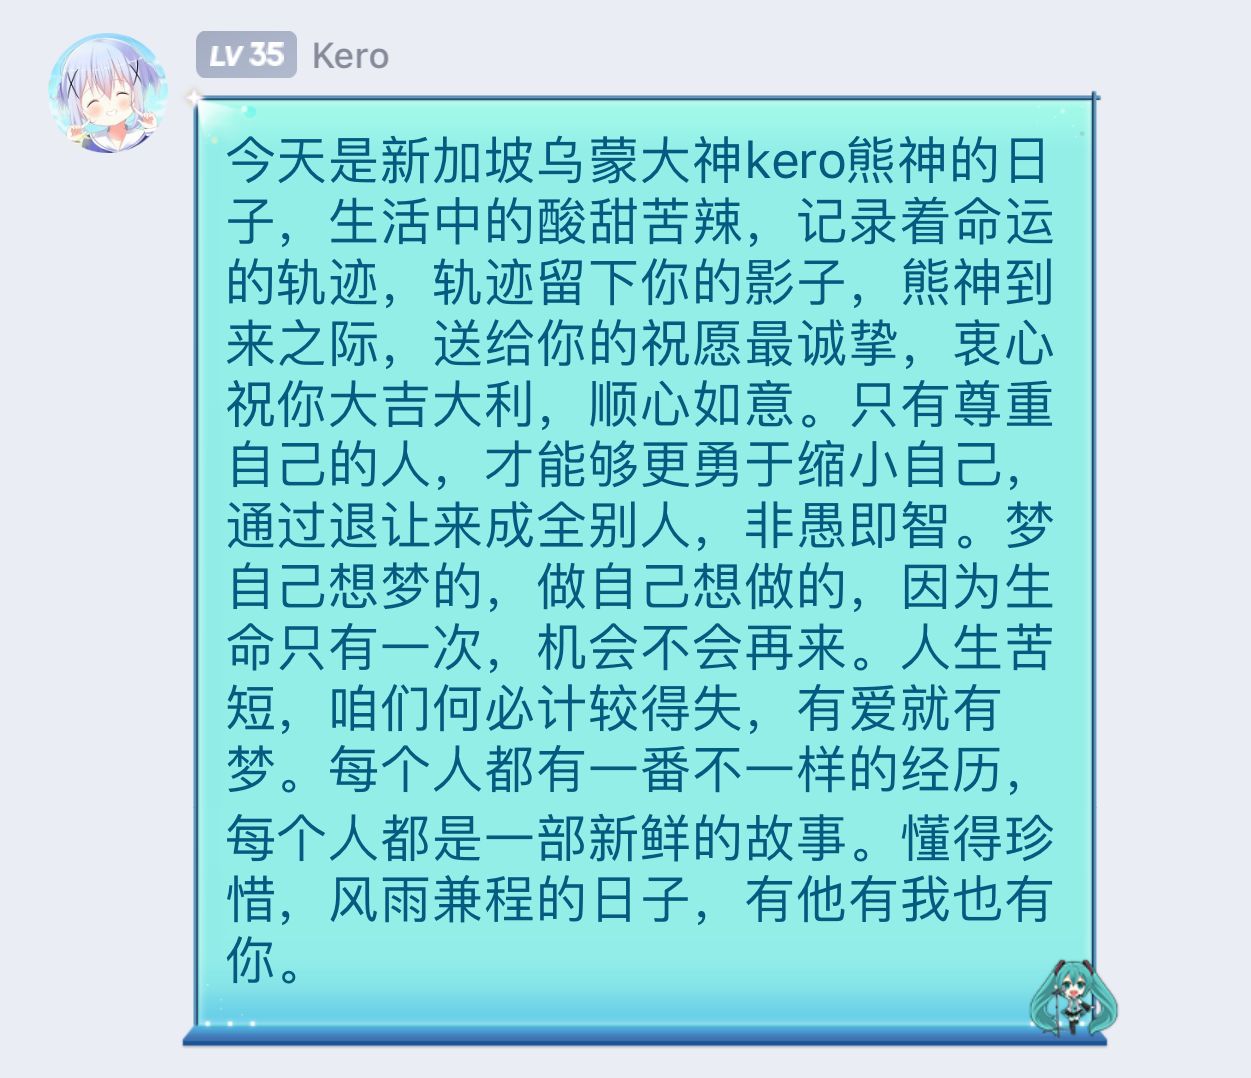 LV 35 Kero
今天是新加坡乌蒙大神kero熊神的日
子，生活中的酸甜苦辣，记录着命运
的轨迹，轨迹留下你的影子，熊神到
来之际，送给你的祝愿最诚挚，衷心
祝你大吉大利，顺心如意。只有尊重
自己的人，才能够更勇于缩小自己，
通过退让来成全别人，非愚即智。梦
自己想梦的，做自己想做的，因为生
命只有一次，机会不会再来。人生苦
短，咱们何必计较得失，有爱就有
梦。每个人都有一番不一样的经历，
每个人都是一部新鲜的故事。懂得珍
惜，风雨兼程的日子，有他有我也有
你。